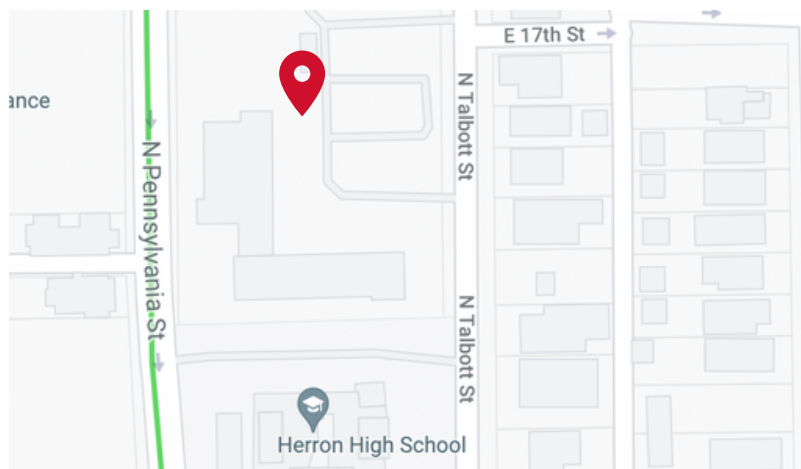 E 17th St
ance
N Talbott St
N Pennsylvania St
N Talbott St
Herron High School